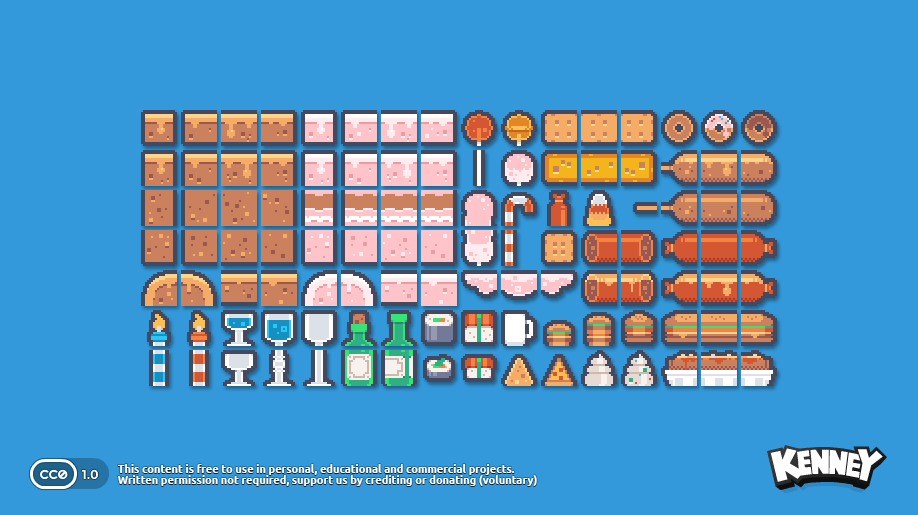 CC0 1.0
This content is free to use in personal, educational and commercial projects.
Written permission not required, support us by crediting or donating (voluntary)
KENNEY